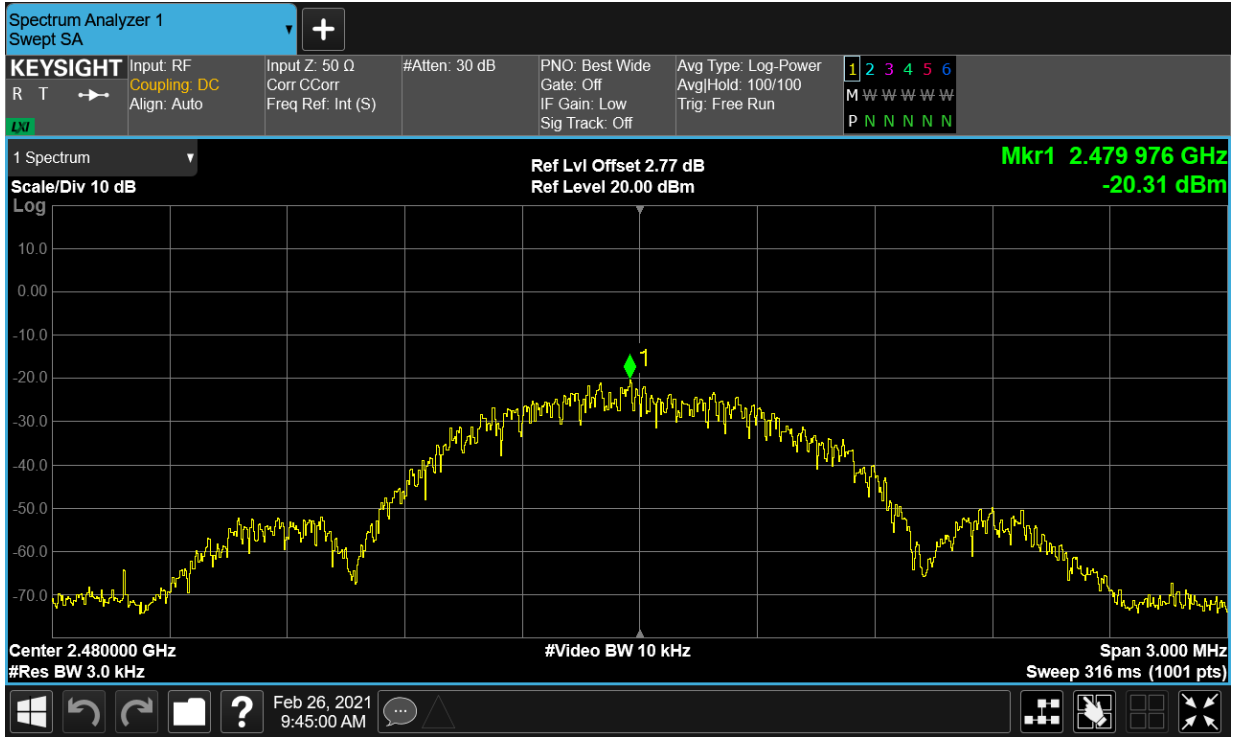 Spectrum Analyzer 1
Swept SA
+
KEYSIGHT
R T
LXI
Input: RF
Coupling: DC
Align: Auto
Input Z: 50 Ω
Corr CCorr
Freq Ref: Int (S)
#Atten: 30 dB
PNO: Best Wide
Gate: Off
IF Gain: Low
Sig Track: Off
Avg Type: Log-Power
Avg|Hold: 100/100
Trig: Free Run
1 2 3 4 5 6
M W W W W W
P N N N N N
1 Spectrum
Scale/Div 10 dB
Log
Ref Lvl Offset 2.77 dB
Ref Level 20.00 dBm
Mkr1 2.479 976 GHz
-20.31 dBm
10.0
0.00
-10.0
1
-20.0
-30.0
-40.0
-50.0
-60.0
-70.0
Center 2.480000 GHz
#Video BW 10 kHz
Span 3.000 MHz
#Res BW 3.0 kHz
Sweep 316 ms (1001 pts)
?
Feb 26, 2021
9:45:00 AM